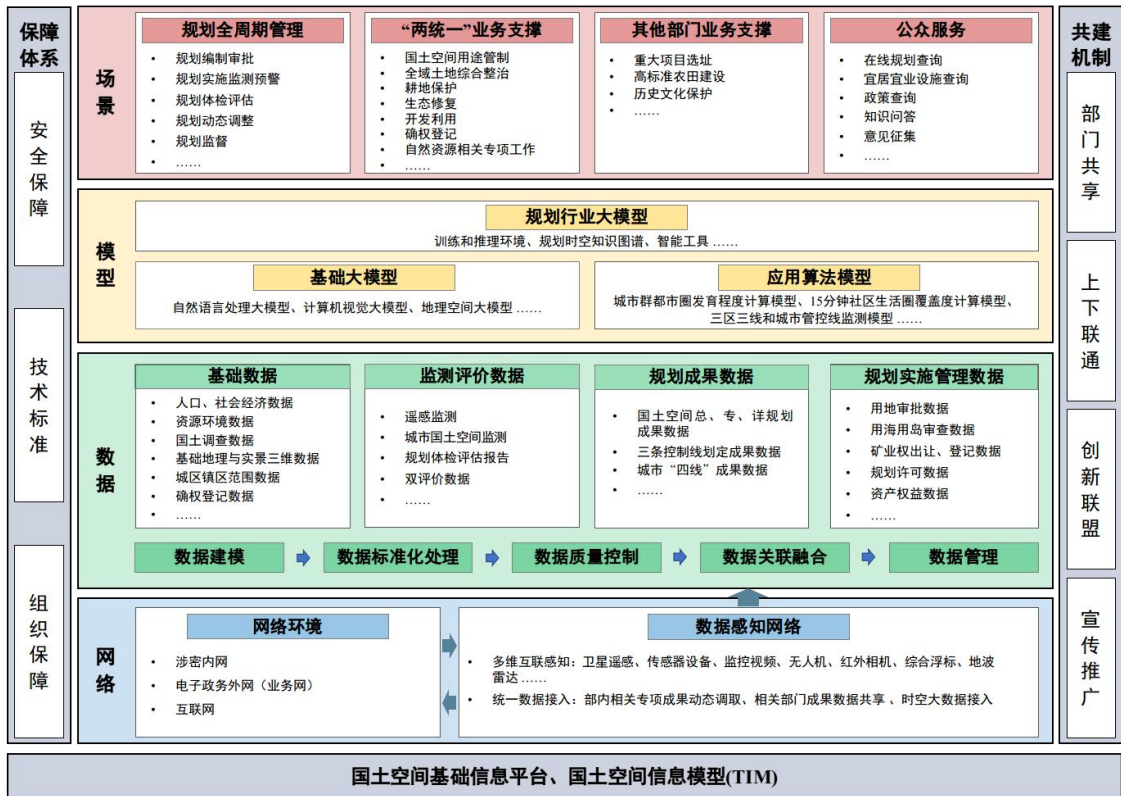 保障
体系
安全保障
技术标准
组织保障
场景
规划全周期管理
• 规划编制审批
• 规划实施监测预警
• 规划体检评估
• 规划动态调整
• 规划监督
• ……
“两统一”业务支撑
• 国土空间用途管制
• 全域土地综合整治
• 耕地保护
• 生态修复
• 开发利用
• 确权登记
• 自然资源相关专项工作
• ……
其他部门业务支撑
• 重大项目选址
• 高标准农田建设
• 历史文化保护
• ……
公众服务
• 在线规划查询
• 宜居宜业设施查询
• 政策查询
• 知识问答
• 意见征集
• ……
模型
规划行业大模型
训练和推理环境、规划时空知识图谱、智能工具 ……
基础大模型
自然语言处理大模型、计算机视觉大模型、地理空间大模型 ……
应用算法模型
城市群都市圈发育程度计算模型、15分钟社区生活圈覆盖度计算模型、
三区三线和城市管控线监测模型 ……
数据
基础数据
• 人口、社会经济数据
• 资源环境数据
• 国土调查数据
• 基础地理与实景三维数据
• 城区镇区范围数据
• 确权登记数据
• ……
监测评价数据
• 遥感监测
• 城市国土空间监测
• 规划体检评估报告
• 双评价数据
• ……
规划成果数据
• 国土空间总、专、详规划
成果数据
• 三条控制线划定成果数据
• 城市“四线”成果数据
• ……
规划实施管理数据
• 用地审批数据
• 用海用岛审查数据
• 矿业权出让、登记数据
• 规划许可数据
• 资产权益数据
• ……
数据建模
数据标准化处理
数据质量控制
数据关联融合
数据管理
网络
网络环境
• 涉密内网
• 电子政务外网（业务网）
• 互联网
数据感知网络
• 多维互联感知：卫星遥感、传感器设备、监控视频、无人机、红外相机、综合浮标、地波
雷达 ……
• 统一数据接入：部内相关专项成果动态调取、相关部门成果数据共享 、时空大数据接入
共建
机制
部门共享
上下联通
创新联盟
宣传推广
国土空间基础信息平台、国土空间信息模型(TIM)